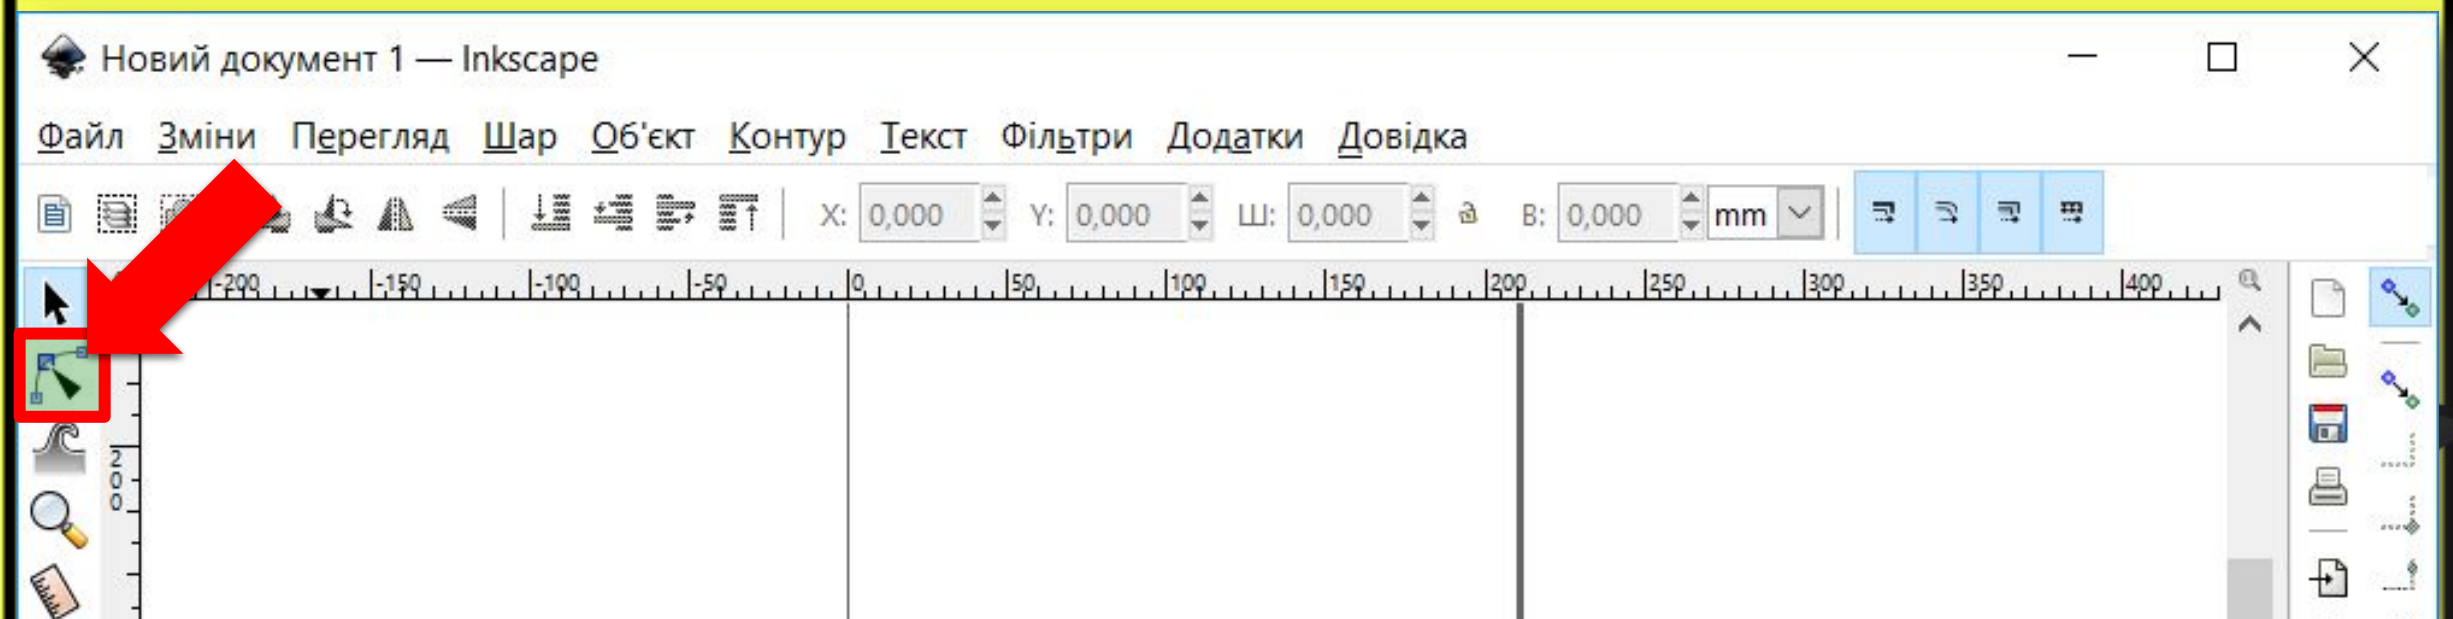 Новий документ 1 — Inkscape
Файл Зміни Перегляд Шар Об'єкт Контур Текст Фільтри Додатки Довідка
X: 0,000 Y: 0,000 Ш: 0,000 В: 0,000 mm
-200 -150 -100 -50 0 50 100 150 200 250 300 350 400
200